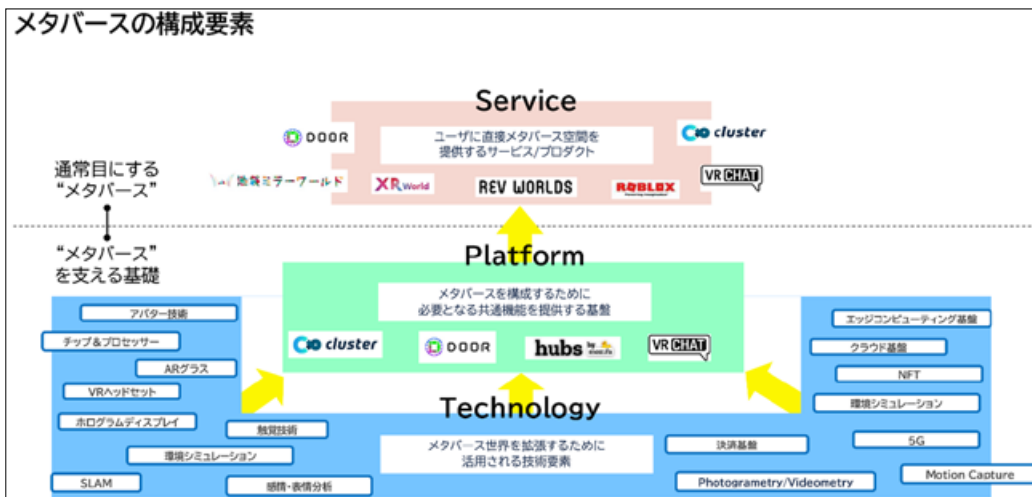 メタバースの構成要素
Service
ユーザに直接メタバース空間を
提供するサービス/プロダクト
DOOR
cluster
池袋ミラーワールド
XR World
REV WORLDS
ROBLOX
VR CHAT
通常目にする
“メタバース”
“メタバース”
を支える基礎
Platform
メタバースを構成するために
必要となる共通機能を提供する基盤
cluster
DOOR
hubs
VR CHAT
Technology
メタバース世界を拡張するために
活用される技術要素
アバター技術
チップ&プロセッサー
ARグラス
VRヘッドセット
ホログラムディスプレイ
触覚技術
環境シミュレーション
SLAM
感情・表情分析
エッジコンピューティング基盤
クラウド基盤
NFT
環境シミュレーション
決済基盤
5G
Photogrametry/Videometry
Motion Capture